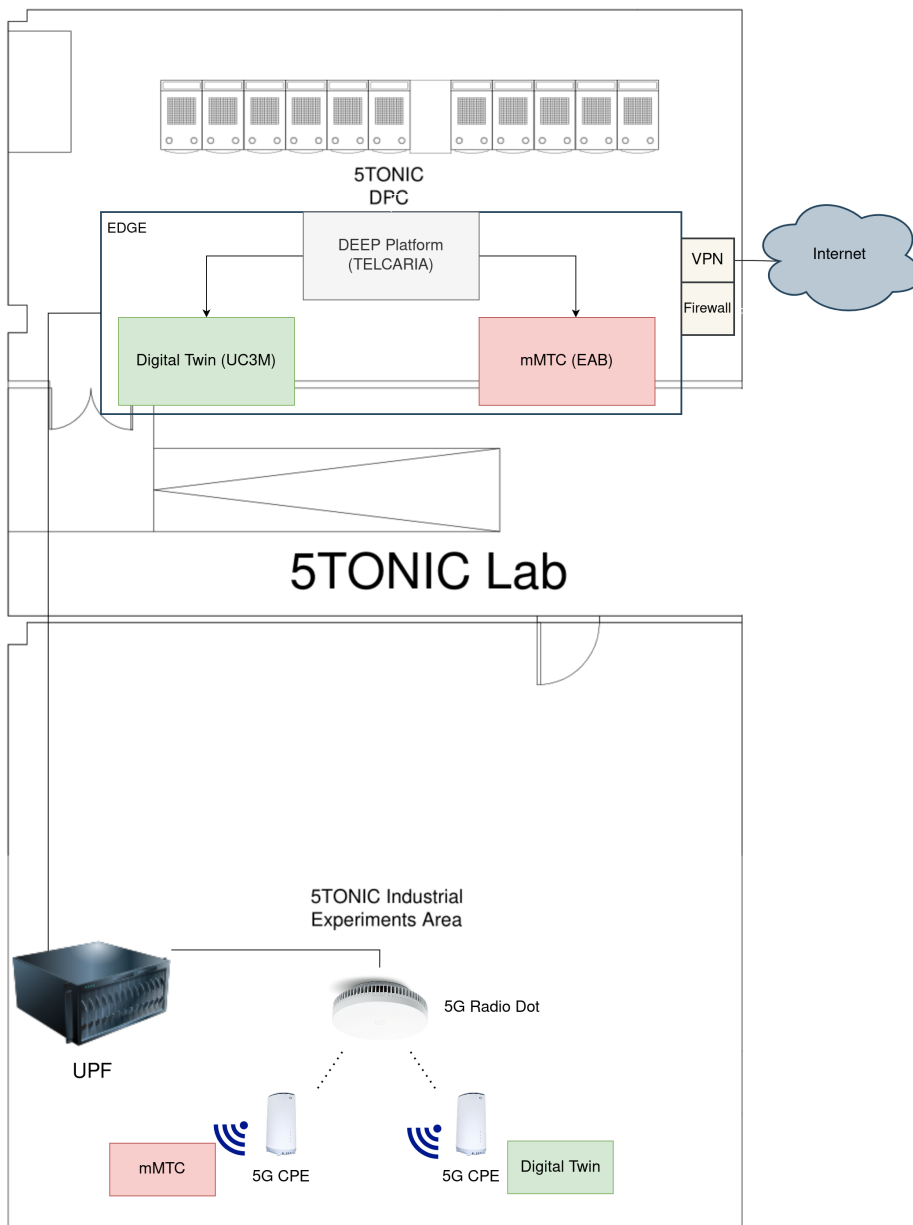 5TONIC
DPC
EDGE
DEEP Platform
(TELCARIA)
VPN
Internet
Firewall
Digital Twin (UC3M)
mMTC (EAB)
5TONIC Lab
5TONIC Industrial
Experiments Area
5G Radio Dot
UPF
mMTC
5G CPE
5G CPE
Digital Twin